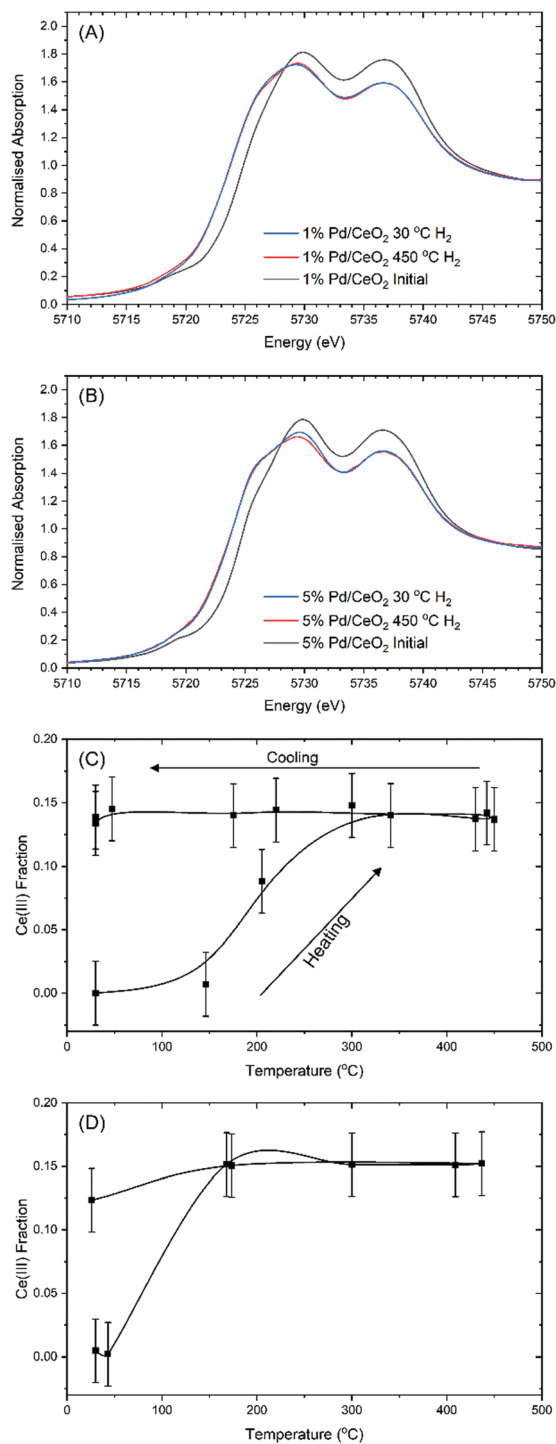 (A)
2.0
1.8
1.6
1.4
1.2
1.0
0.8
0.6
0.4
0.2
0.0
Normalised Absorption
1% Pd/CeO₂ 30 °C H₂
1% Pd/CeO₂ 450 °C H₂
1% Pd/CeO₂ Initial
5710 5715 5720 5725 5730 5735 5740 5745 5750
Energy (eV)
(B)
2.0
1.8
1.6
1.4
1.2
1.0
0.8
0.6
0.4
0.2
0.0
Normalised Absorption
5% Pd/CeO₂ 30 °C H₂
5% Pd/CeO₂ 450 °C H₂
5% Pd/CeO₂ Initial
5710 5715 5720 5725 5730 5735 5740 5745 5750
Energy (eV)
(C)
Cooling
0.20
0.15
0.10
0.05
0.00
Ce(III) Fraction
Heating
0 100 200 300 400 500
Temperature (°C)
(D)
0.20
0.15
0.10
0.05
0.00
Ce(III) Fraction
0 100 200 300 400 500
Temperature (°C)